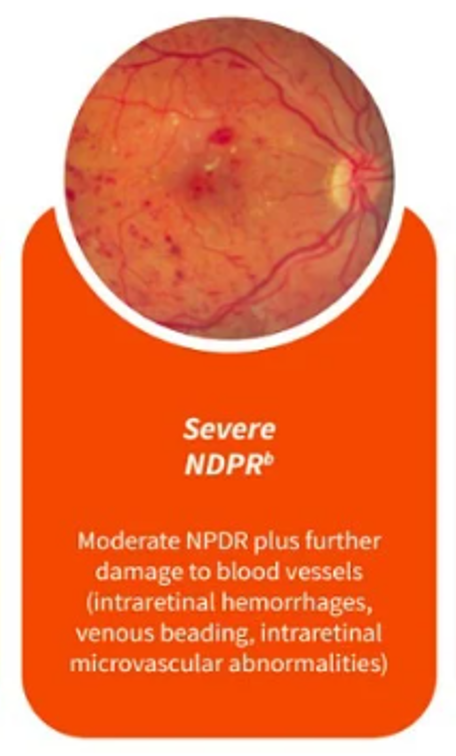 Severe
NDPRᵇ
Moderate NPDR plus further
damage to blood vessels
(intraretinal hemorrhages,
venous beading, intraretinal
microvascular abnormalities)